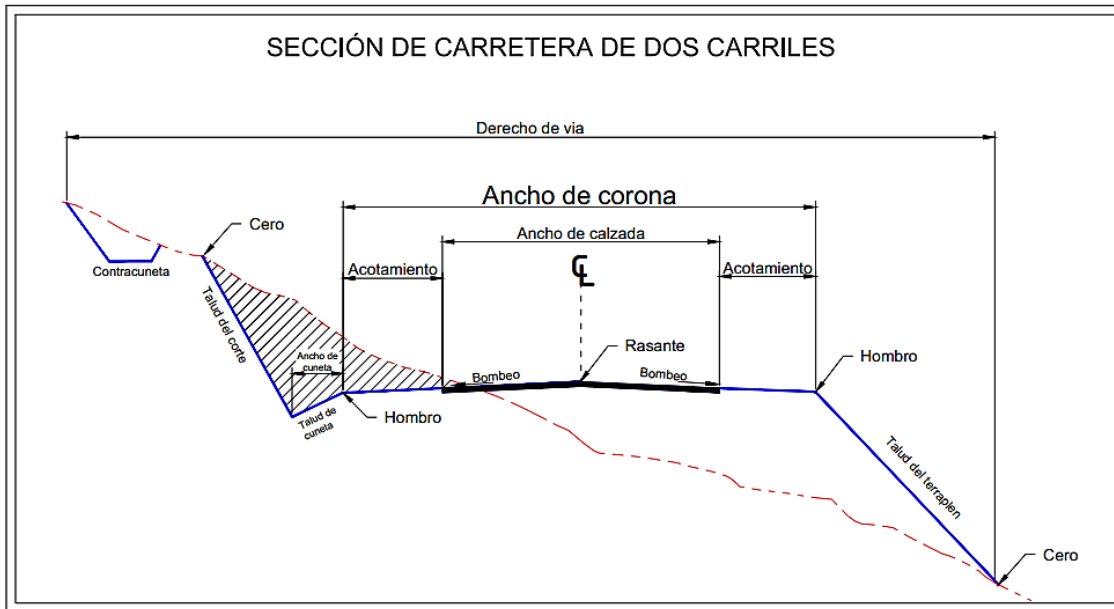 SECCIÓN DE CARRETERA DE DOS CARRILES
Derecho de via
Ancho de corona
Cero
Ancho de calzada
Contracuneta
Acotamiento
CL
Acotamiento
Talud del corte
Rasante
Hombro
Ancho de
cuneta
Bombeo
Bombeo
Talud de
cuneta
Hombro
Talud del terraplen
Cero